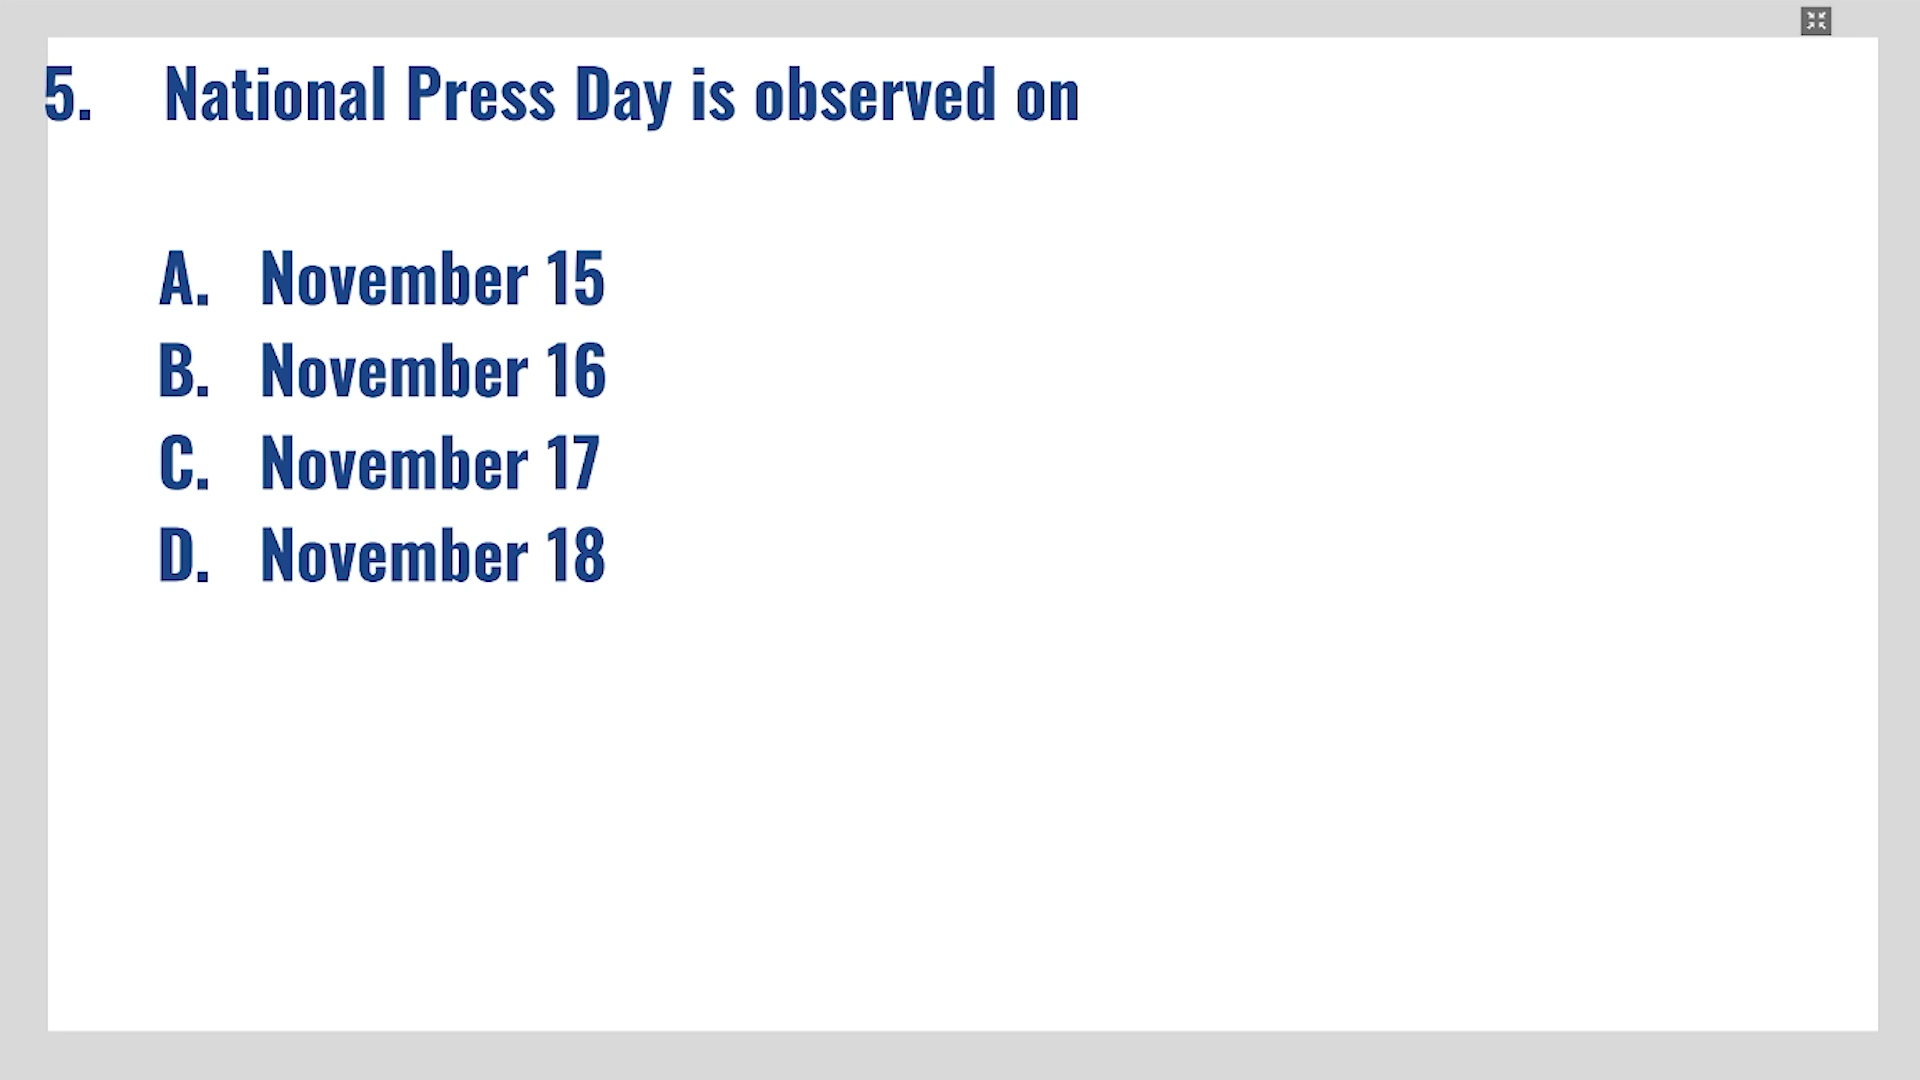 5. National Press Day is observed on
A. November 15
B. November 16
C. November 17
D. November 18